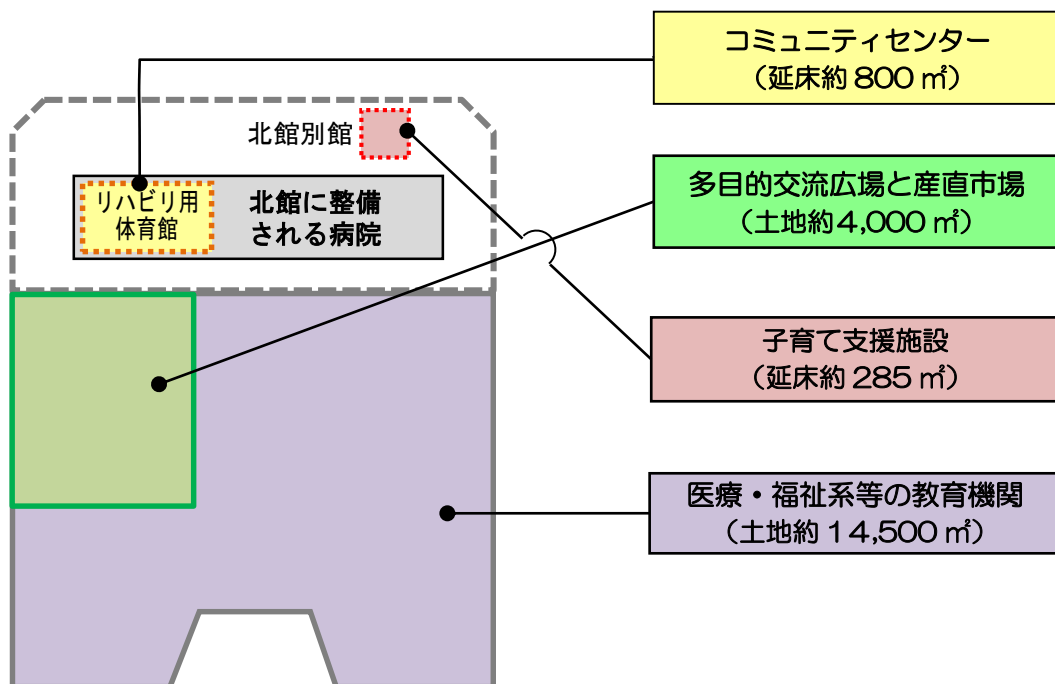 コミュニティセンター
（延床約 800 ㎡）
北館別館
リハビリ用
体育館
北館に整備
される病院
多目的交流広場と産直市場
（土地約4,000 ㎡）
子育て支援施設
（延床約 285 ㎡）
医療・福祉系等の教育機関
（土地約 14,500 ㎡）